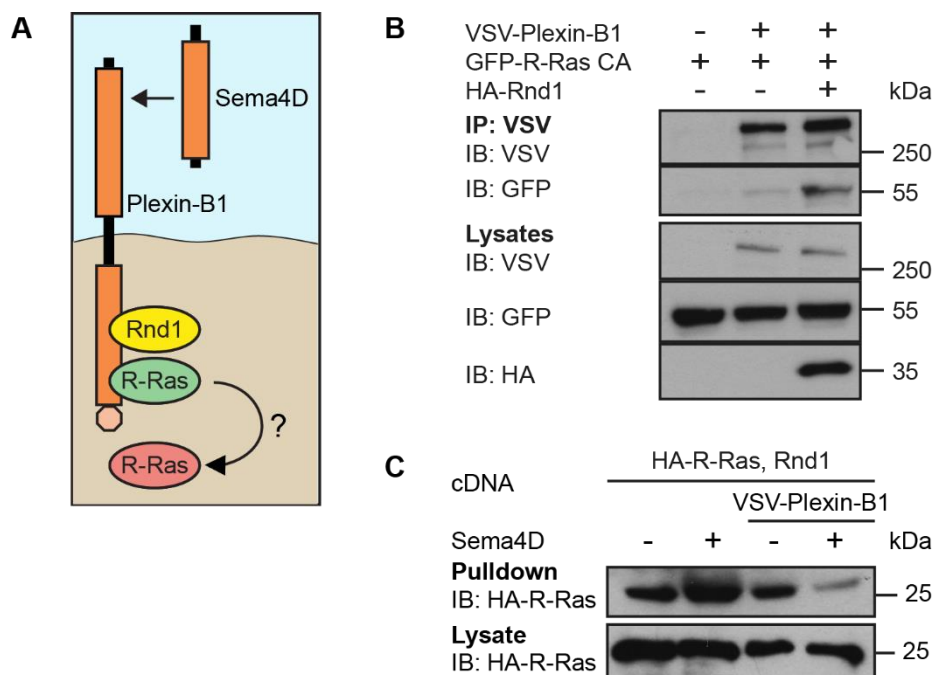 A
Sema4D
Plexin-B1
Rnd1
R-Ras
?
R-Ras
B
VSV-Plexin-B1 - + +
GFP-R-Ras CA + + +
HA-Rnd1 - - + kDa
IP: VSV
IB: VSV 250
IB: GFP 55
Lysates
IB: VSV 250
IB: GFP 55
IB: HA 35
C
HA-R-Ras, Rnd1
cDNA
VSV-Plexin-B1
Sema4D - + - + kDa
Pulldown
IB: HA-R-Ras 25
Lysate
IB: HA-R-Ras 25